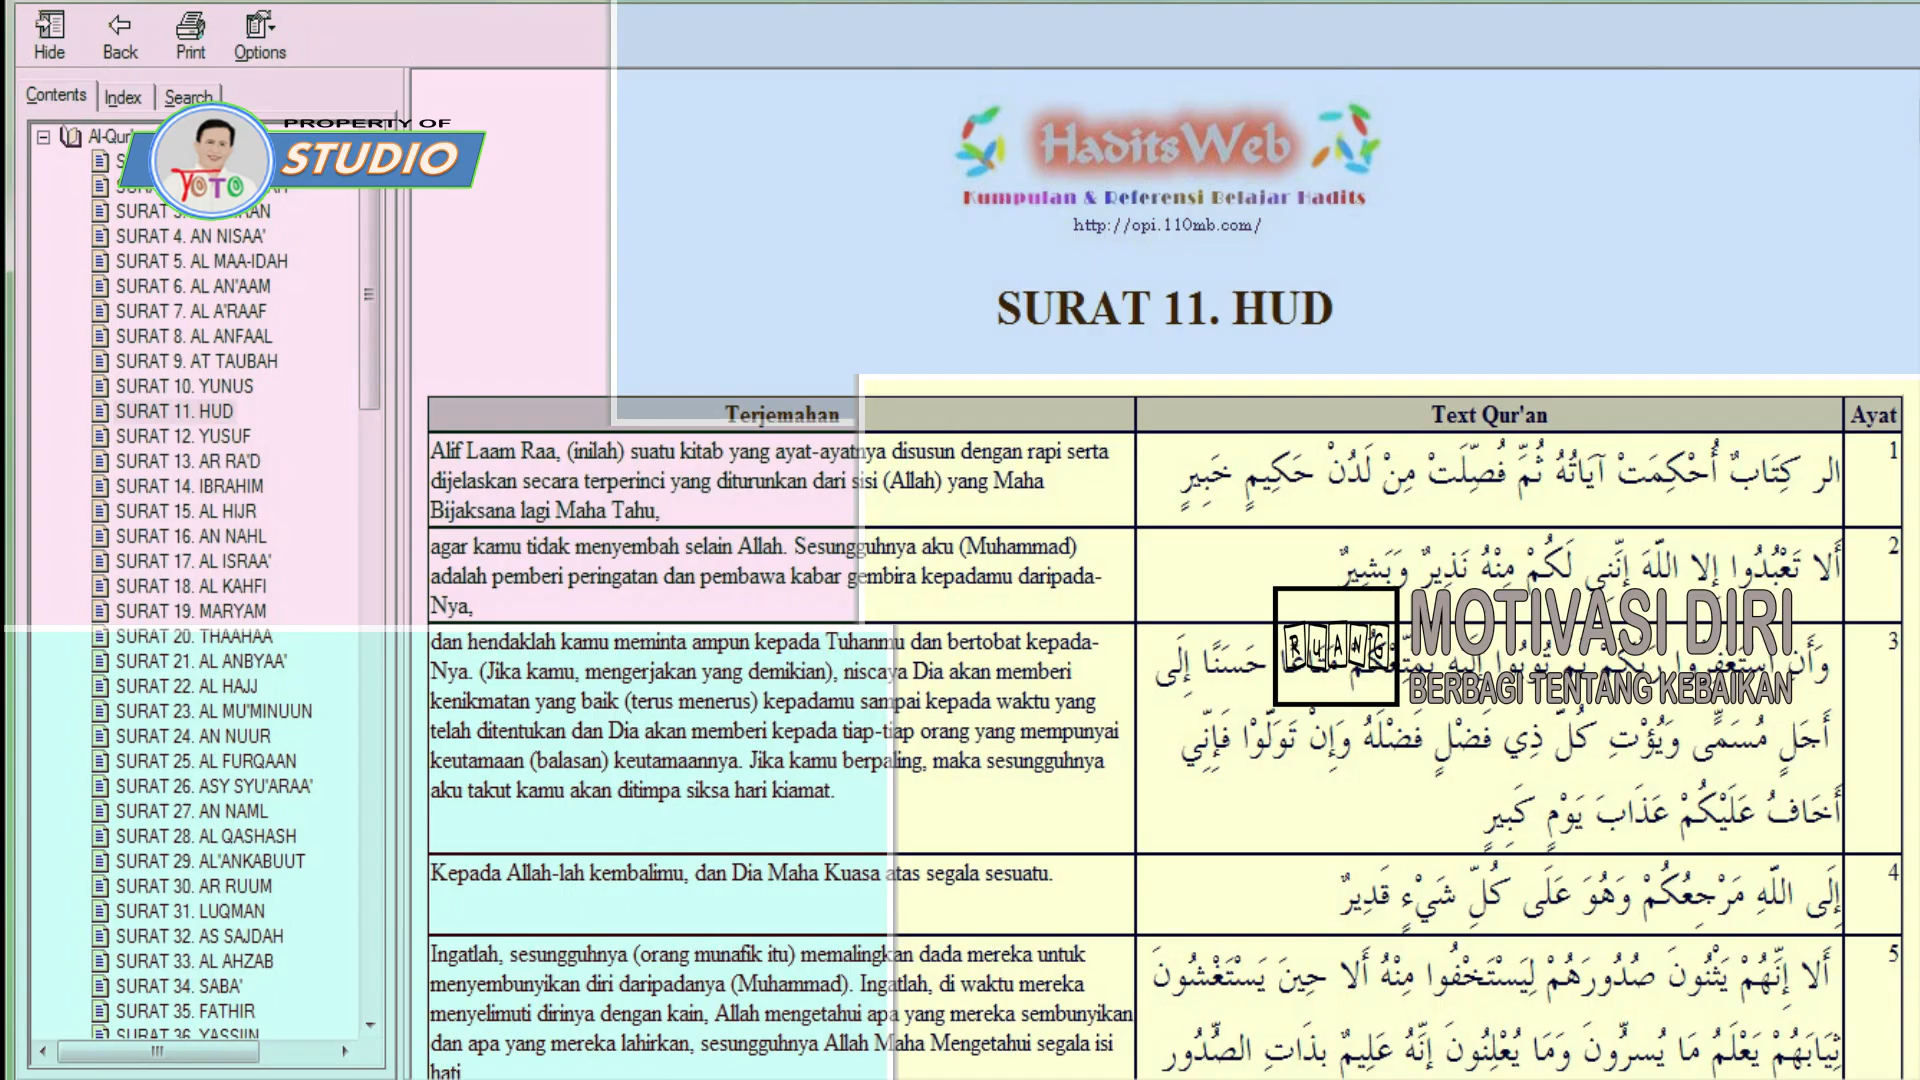 Hide Back Print Options
Contents Index Search
PROPERTY OF
STUDIO
YOTO
Al-Qur'
SURAT 4. AN NISAA'
SURAT 5. AL MAA-IDAH
SURAT 6. AL AN'AAM
SURAT 7. AL A'RAAF
SURAT 8. AL ANFAAL
SURAT 9. AT TAUBAH
SURAT 10. YUNUS
SURAT 11. HUD
SURAT 12. YUSUF
SURAT 13. AR RA'D
SURAT 14. IBRAHIM
SURAT 15. AL HIJR
SURAT 16. AN NAHL
SURAT 17. AL ISRAA'
SURAT 18. AL KAHFI
SURAT 19. MARYAM
SURAT 20. THAAHAA
SURAT 21. AL ANBYAA'
SURAT 22. AL HAJJ
SURAT 23. AL MU'MINUUN
SURAT 24. AN NUUR
SURAT 25. AL FURQAAN
SURAT 26. ASY SYU'ARAA'
SURAT 27. AN NAML
SURAT 28. AL QASHASH
SURAT 29. AL'ANKABUUT
SURAT 30. AR RUUM
SURAT 31. LUQMAN
SURAT 32. AS SAJDAH
SURAT 33. AL AHZAB
SURAT 34. SABA'
SURAT 35. FATHIR
SURAT 36. YASSIIN
HaditsWeb
Kumpulan & Referensi Belajar Hadits
http://opi.110mb.com/
SURAT 11. HUD
Terjemahan Text Qur'an Ayat
Alif Laam Raa, (inilah) suatu kitab yang ayat-ayatnya disusun dengan rapi serta
dijelaskan secara terperinci yang diturunkan dari sisi (Allah) yang Maha
Bijaksana lagi Maha Tahu,
الر كِتَابٌ أُحْكِمَتْ آيَاتُهُ ثُمَّ فُصِّلَتْ مِنْ لَدُنْ حَكِيمٍ خَبِيرٍ
1
agar kamu tidak menyembah selain Allah. Sesungguhnya aku (Muhammad)
adalah pemberi peringatan dan pembawa kabar gembira kepadamu daripada-
Nya,
أَلا تَعْبُدُوا إِلا اللَّهَ إِنَّنِي لَكُمْ مِنْهُ نَذِيرٌ وَبَشِيرٌ
2
dan hendaklah kamu meminta ampun kepada Tuhanmu dan bertobat kepada-
Nya. (Jika kamu, mengerjakan yang demikian), niscaya Dia akan memberi
kenikmatan yang baik (terus menerus) kepadamu sampai kepada waktu yang
telah ditentukan dan Dia akan memberi kepada tiap-tiap orang yang mempunyai
keutamaan (balasan) keutamaannya. Jika kamu berpaling, maka sesungguhnya
aku takut kamu akan ditimpa siksa hari kiamat.
وَأَنِ اسْتَغْفِرُوا رَبَّكُمْ ثُمَّ تُوبُوا إِلَيْهِ يُمَتِّعْكُمْ مَتَاعًا حَسَنًا إِلَى
أَجَلٍ مُسَمًّى وَيُؤْتِ كُلَّ ذِي فَضْلٍ فَضْلَهُ وَإِنْ تَوَلَّوْا فَإِنِّي
أَخَافُ عَلَيْكُمْ عَذَابَ يَوْمٍ كَبِيرٍ
3
RUANG
MOTIVASI DIRI
BERBAGI TENTANG KEBAIKAN
Kepada Allah-lah kembalimu, dan Dia Maha Kuasa atas segala sesuatu.
إِلَى اللَّهِ مَرْجِعُكُمْ وَهُوَ عَلَى كُلِّ شَيْءٍ قَدِيرٌ
4
Ingatlah, sesungguhnya (orang munafik itu) memalingkan dada mereka untuk
menyembunyikan diri daripadanya (Muhammad). Ingatlah, di waktu mereka
menyelimuti dirinya dengan kain, Allah mengetahui apa yang mereka sembunyikan
dan apa yang mereka lahirkan, sesungguhnya Allah Maha Mengetahui segala isi
hati
أَلا إِنَّهُمْ يَثْنُونَ صُدُورَهُمْ لِيَسْتَخْفُوا مِنْهُ أَلا حِينَ يَسْتَغْشُونَ
ثِيَابَهُمْ يَعْلَمُ مَا يُسِرُّونَ وَمَا يُعْلِنُونَ إِنَّهُ عَلِيمٌ بِذَاتِ الصُّدُورِ
5